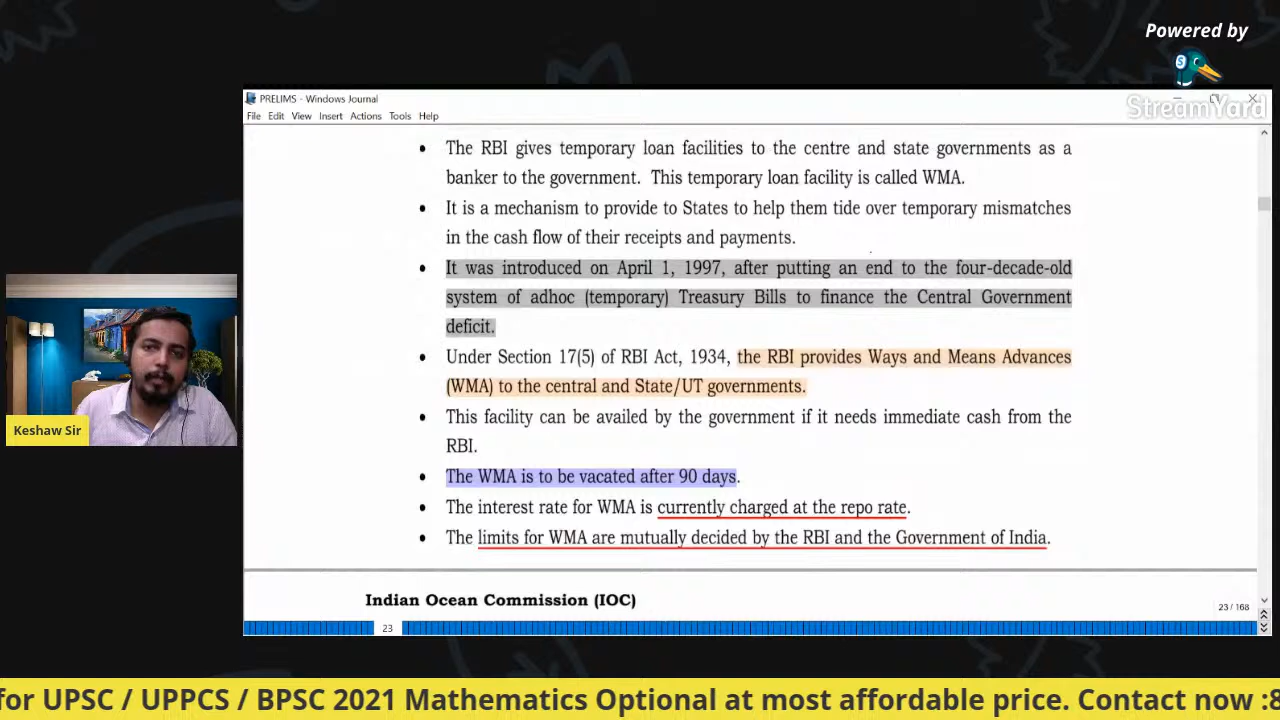 Powered by
StreamYard
PRELIMS - Windows Journal
File Edit View Insert Actions Tools Help
• The RBI gives temporary loan facilities to the centre and state governments as a
banker to the government. This temporary loan facility is called WMA.
• It is a mechanism to provide to States to help them tide over temporary mismatches
in the cash flow of their receipts and payments.
• It was introduced on April 1, 1997, after putting an end to the four-decade-old
system of adhoc (temporary) Treasury Bills to finance the Central Government
deficit.
• Under Section 17(5) of RBI Act, 1934, the RBI provides Ways and Means Advances
(WMA) to the central and State/UT governments.
• This facility can be availed by the government if it needs immediate cash from the
RBI.
• The WMA is to be vacated after 90 days.
• The interest rate for WMA is currently charged at the repo rate.
• The limits for WMA are mutually decided by the RBI and the Government of India.
Indian Ocean Commission (IOC)
23 / 168
23
Keshaw Sir
for UPSC / UPPCS / BPSC 2021 Mathematics Optional at most affordable price. Contact now :8